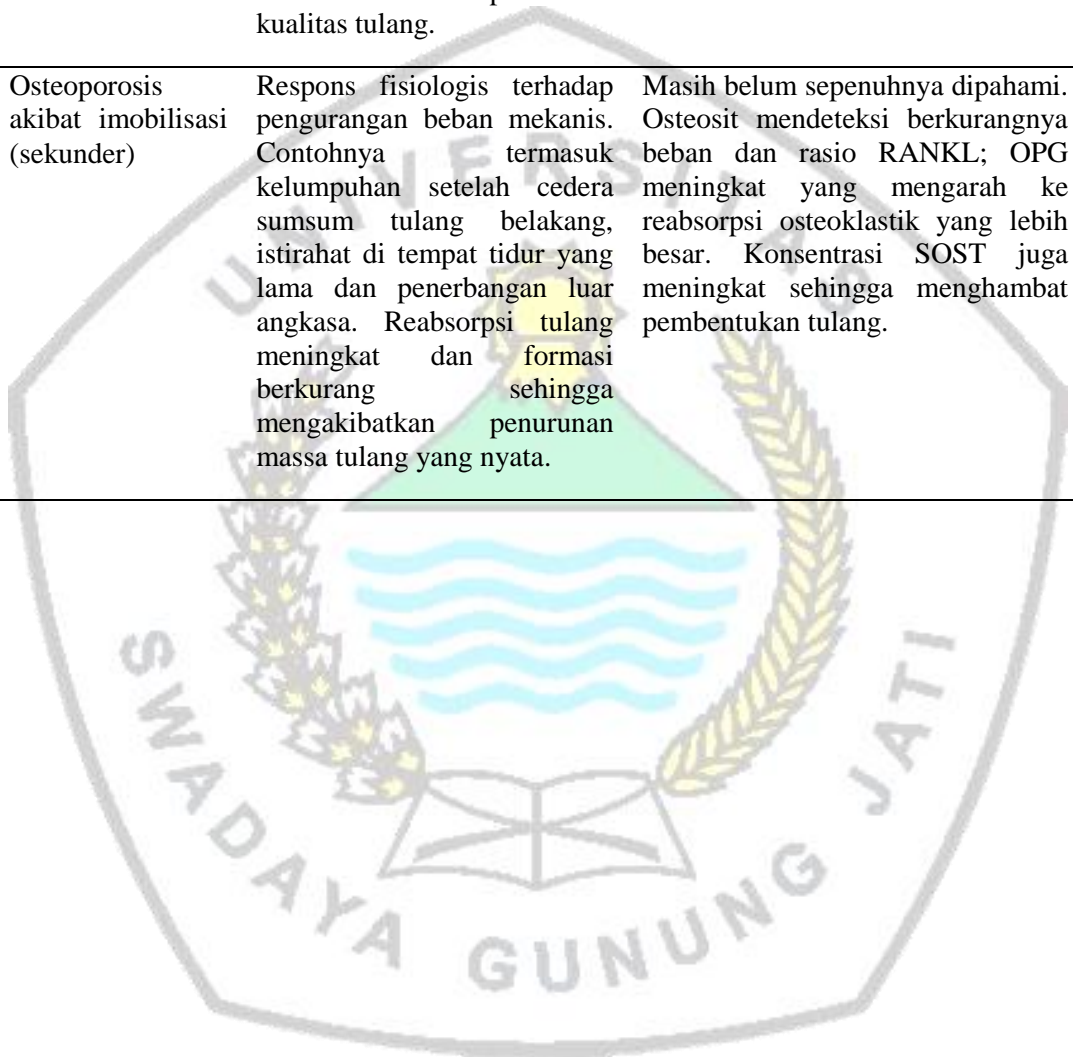 kualitas tulang.
Osteoporosis
akibat imobilisasi
(sekunder)
Respons fisiologis terhadap
pengurangan beban mekanis.
Contohnya termasuk
kelumpuhan setelah cedera
sumsum tulang belakang,
istirahat di tempat tidur yang
lama dan penerbangan luar
angkasa. Reabsorpsi tulang
meningkat dan formasi
berkurang sehingga
mengakibatkan penurunan
massa tulang yang nyata.
Masih belum sepenuhnya dipahami.
Osteosit mendeteksi berkurangnya
beban dan rasio RANKL; OPG
meningkat yang mengarah ke
reabsorpsi osteoklastik yang lebih
besar. Konsentrasi SOST juga
meningkat sehingga menghambat
pembentukan tulang.
UNIVERSITAS
SWADAYA GUNUNG JATI